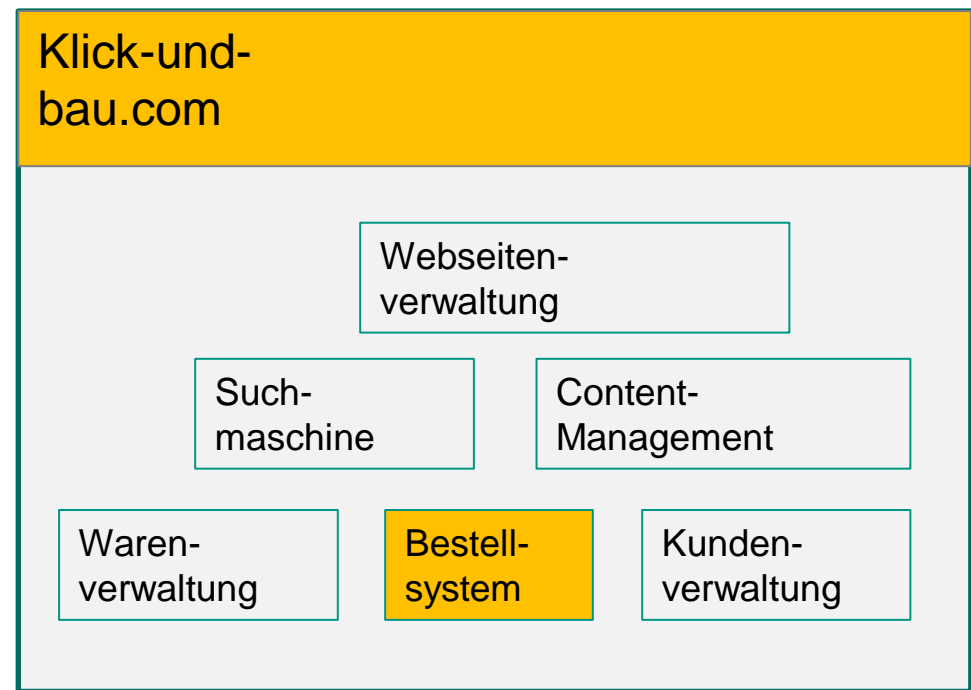 Klick-und-
bau.com
Webseiten-
verwaltung
Such-
maschine
Content-
Management
Waren-
verwaltung
Bestell-
system
Kunden-
verwaltung